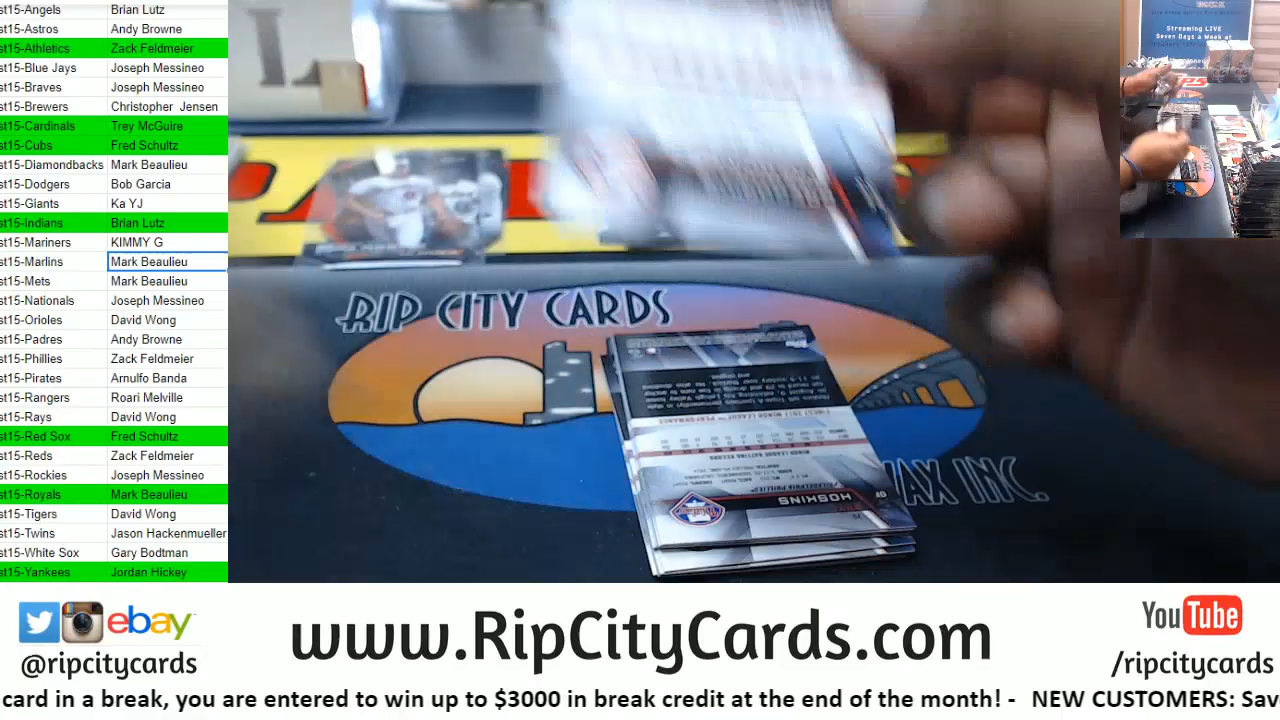 st15-Angels Brian Lutz
st15-Astros Andy Browne
st15-Athletics Zack Feldmeier
st15-Blue Jays Joseph Messineo
st15-Braves Joseph Messineo
st15-Brewers Christopher Jensen
st15-Cardinals Trey McGuire
st15-Cubs Fred Schultz
st15-Diamondbacks Mark Beaulieu
st15-Dodgers Bob Garcia
st15-Giants Ka YJ
st15-Indians Brian Lutz
st15-Mariners KIMMY G
st15-Marlins Mark Beaulieu
st15-Mets Mark Beaulieu
st15-Nationals Joseph Messineo
st15-Orioles David Wong
st15-Padres Andy Browne
st15-Phillies Zack Feldmeier
st15-Pirates Arnulfo Banda
st15-Rangers Roari Melville
st15-Rays David Wong
st15-Red Sox Fred Schultz
st15-Reds Zack Feldmeier
st15-Rockies Joseph Messineo
st15-Royals Mark Beaulieu
st15-Tigers David Wong
st15-Twins Jason Hackenmueller
st15-White Sox Gary Bodtman
st15-Yankees Jordan Hickey
Streaming LIVE
Seven Days a Week at
RIP CITY CARDS
WAX INC.
HOSKINS
PHILADELPHIA PHILLIES
ebay
@ripcitycards
www.RipCityCards.com
YouTube
/ripcitycards
card in a break, you are entered to win up to $3000 in break credit at the end of the month! - NEW CUSTOMERS: Sav